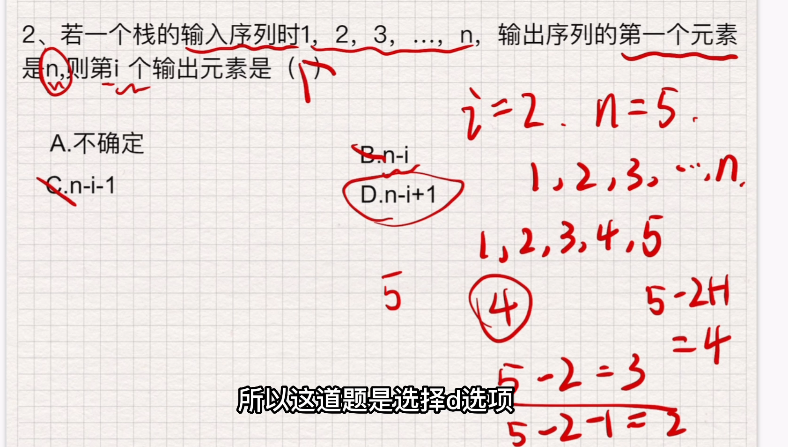 2、若一个栈的输入序列时1，2，3，…，n，输出序列的第一个元素
是n,则第i 个输出元素是（ ）
i=2. n=5.
A.不确定
B.n-i
1,2,3,…,n.
C.n-i-1
D.n-i+1
1,2,3,4,5
5
4
5-2+1
=4
5-2=3
所以这道题是选择d选项
5-2-1=2